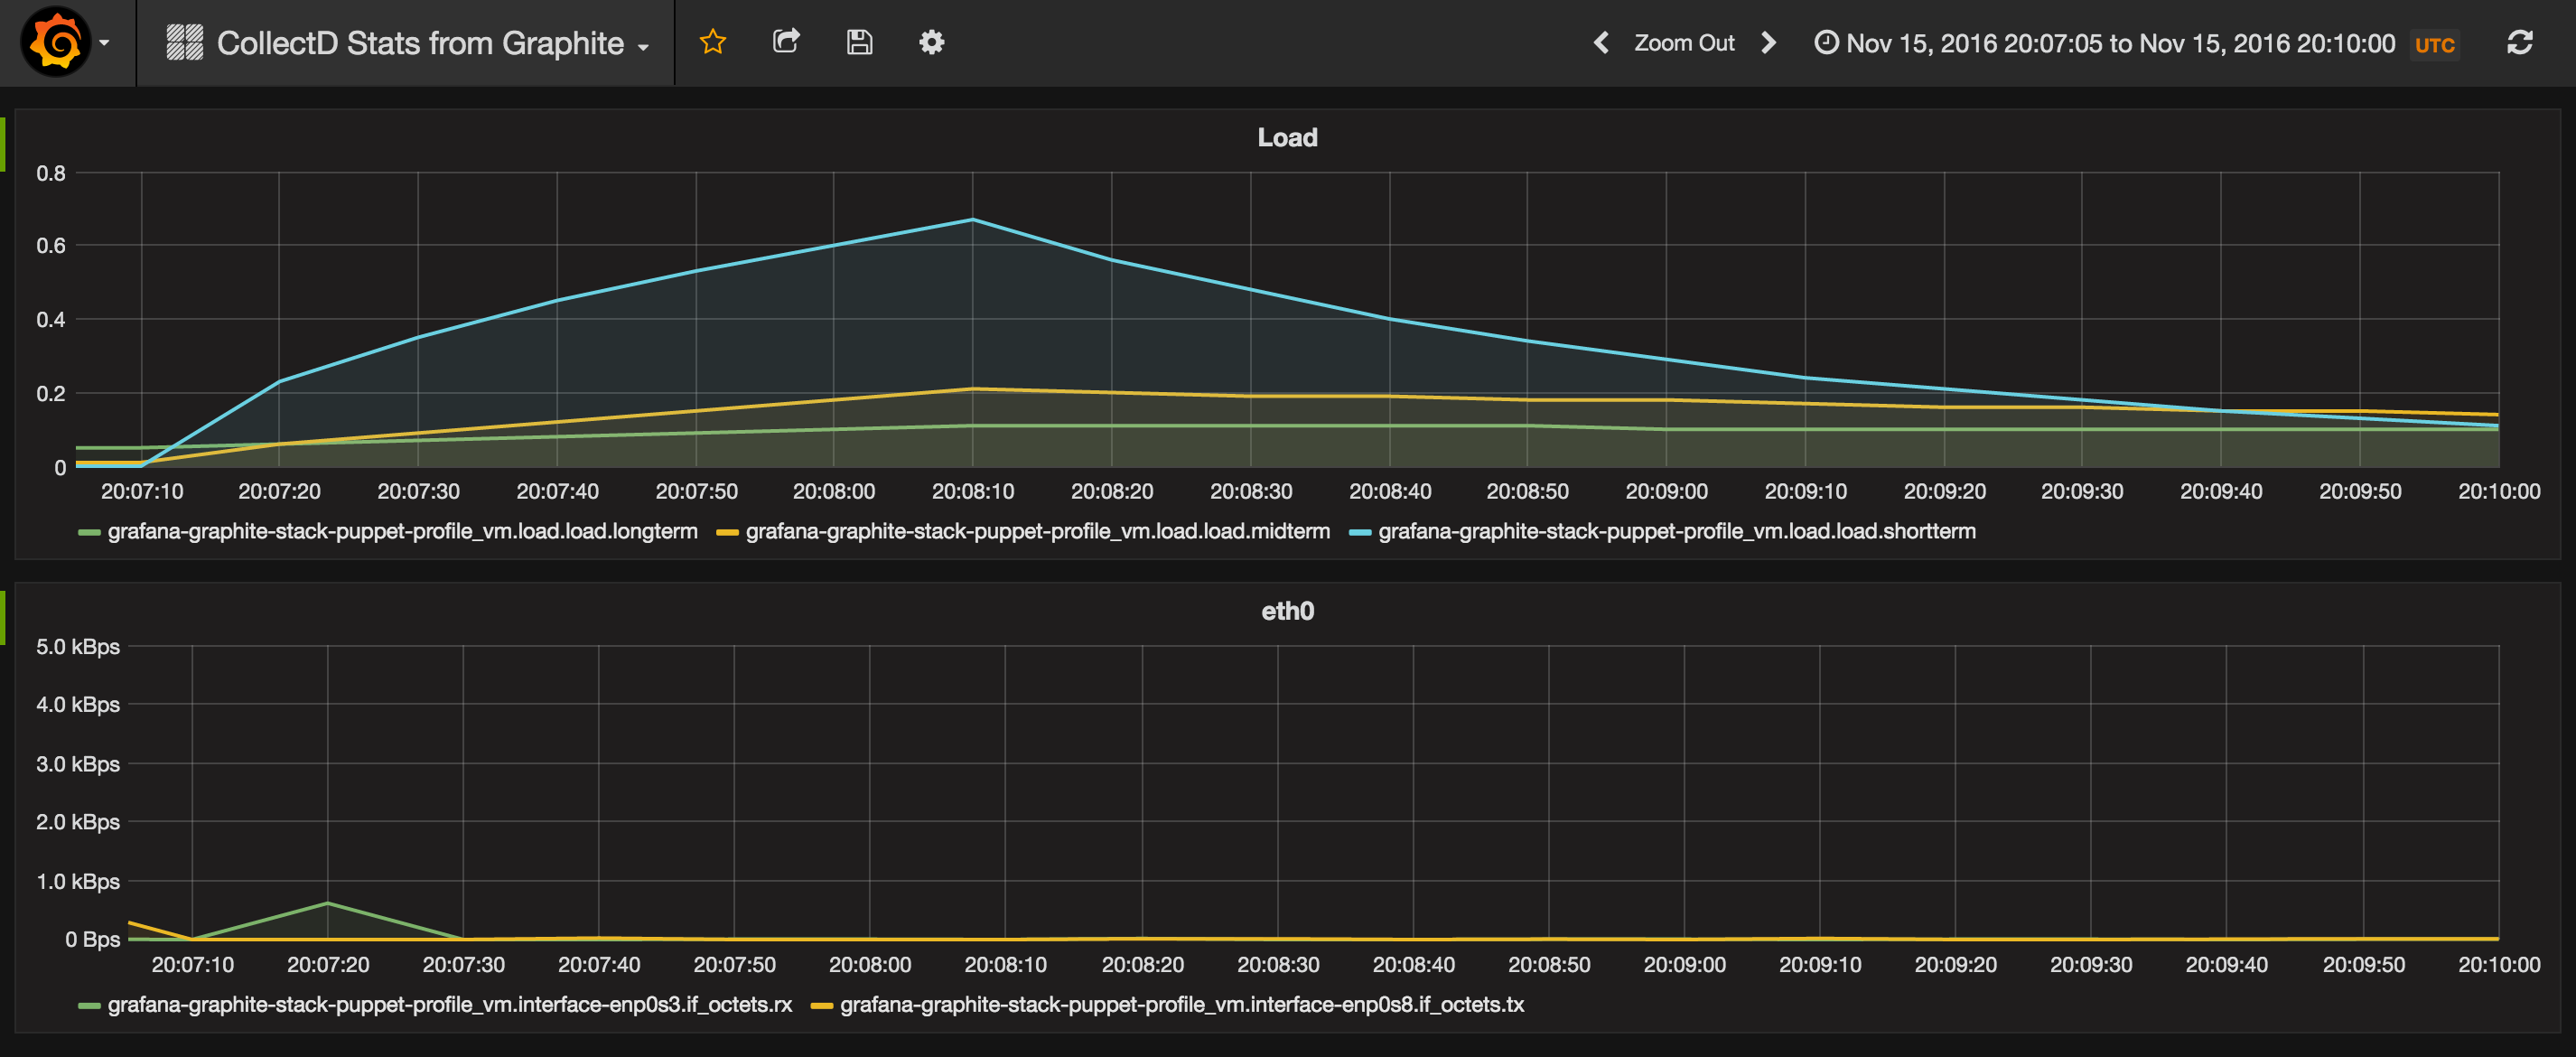 CollectD Stats from Graphite
Zoom Out
Nov 15, 2016 20:07:05 to Nov 15, 2016 20:10:00 UTC
Load
0.8
0.6
0.4
0.2
0
20:07:10 20:07:20 20:07:30 20:07:40 20:07:50 20:08:00 20:08:10 20:08:20 20:08:30 20:08:40 20:08:50 20:09:00 20:09:10 20:09:20 20:09:30 20:09:40 20:09:50 20:10:00
grafana-graphite-stack-puppet-profile_vm.load.load.longterm grafana-graphite-stack-puppet-profile_vm.load.load.midterm grafana-graphite-stack-puppet-profile_vm.load.load.shortterm
eth0
5.0 kBps
4.0 kBps
3.0 kBps
2.0 kBps
1.0 kBps
0 Bps
20:07:10 20:07:20 20:07:30 20:07:40 20:07:50 20:08:00 20:08:10 20:08:20 20:08:30 20:08:40 20:08:50 20:09:00 20:09:10 20:09:20 20:09:30 20:09:40 20:09:50 20:10:00
grafana-graphite-stack-puppet-profile_vm.interface-enp0s3.if_octets.rx grafana-graphite-stack-puppet-profile_vm.interface-enp0s8.if_octets.tx